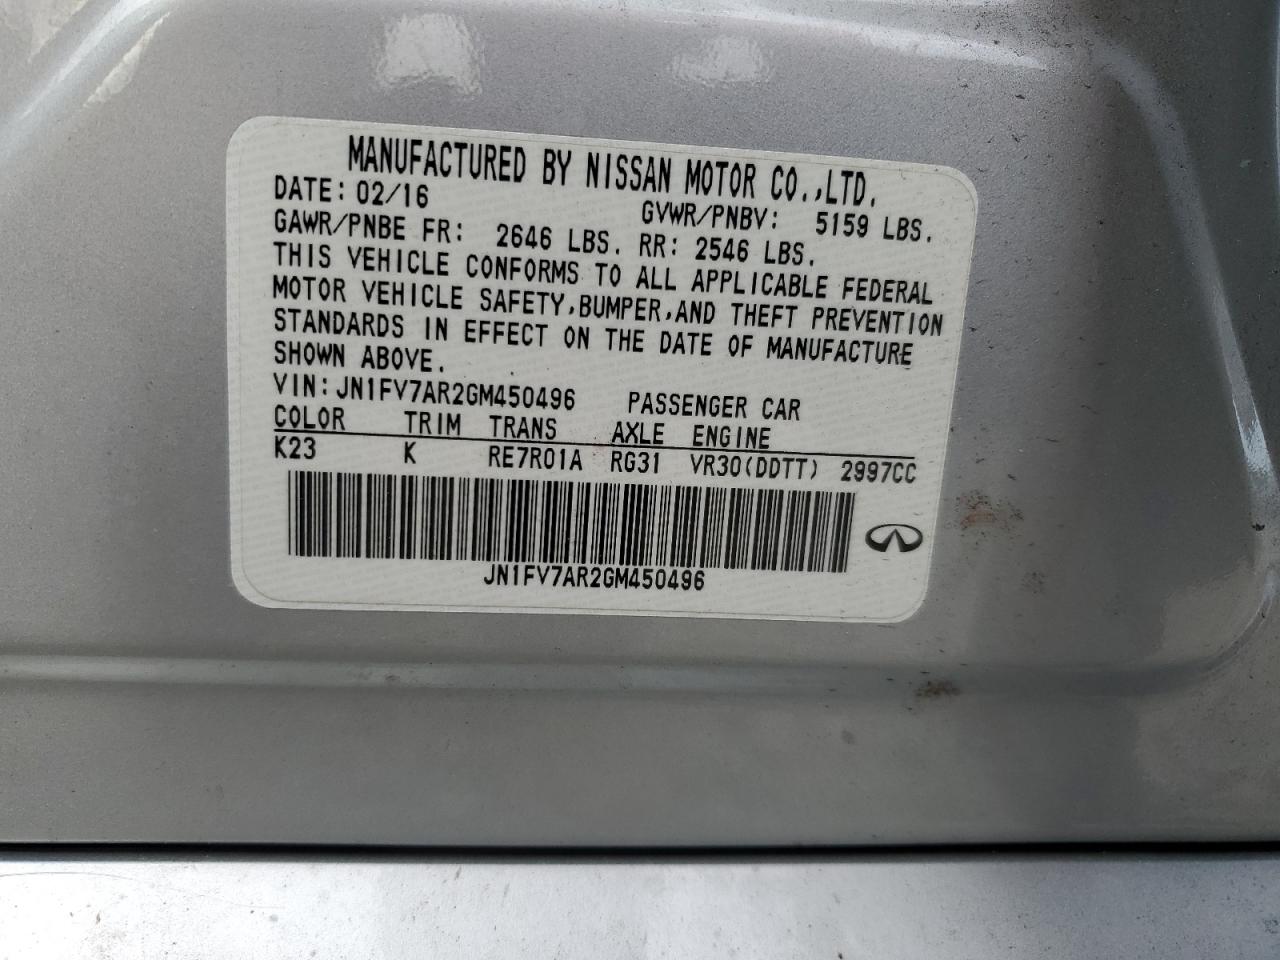 MANUFACTURED BY NISSAN MOTOR CO.,LTD.
DATE: 02/16 GVWR/PNBV: 5159 LBS.
GAWR/PNBE FR: 2646 LBS. RR: 2546 LBS.
THIS VEHICLE CONFORMS TO ALL APPLICABLE FEDERAL
MOTOR VEHICLE SAFETY,BUMPER,AND THEFT PREVENTION
STANDARDS IN EFFECT ON THE DATE OF MANUFACTURE
SHOWN ABOVE.
VIN: JN1FV7AR2GM450496 PASSENGER CAR
COLOR TRIM TRANS AXLE ENGINE
K23 K RE7R01A RG31 VR30(DDTT) 2997CC
JN1FV7AR2GM450496